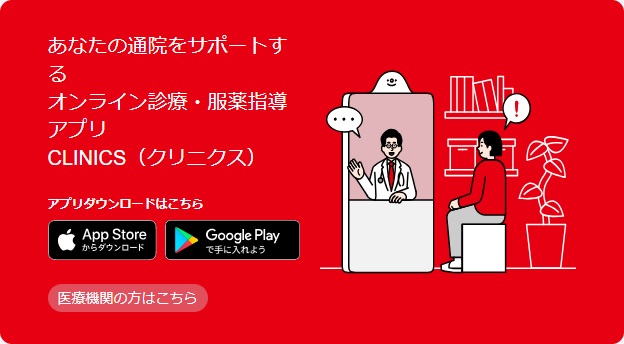 あなたの通院をサポートす
る
オンライン診療・服薬指導
アプリ
CLINICS（クリニクス）
アプリダウンロードはこちら
App Store
からダウンロード
Google Play
で手に入れよう
医療機関の方はこちら
!